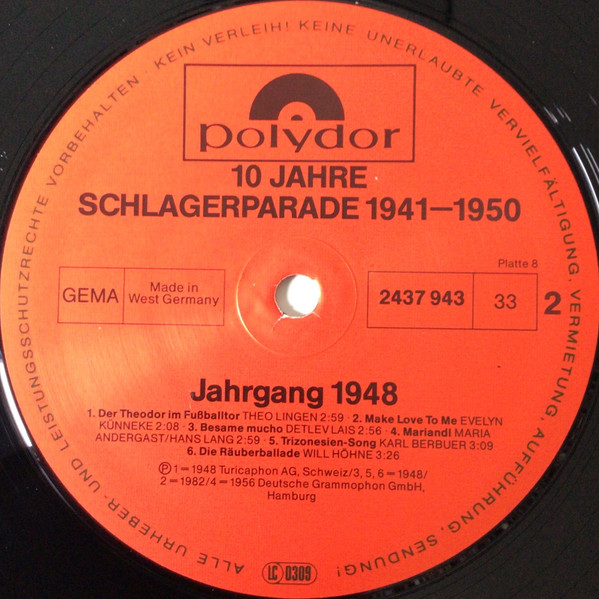 ALLE URHEBER- UND LEISTUNGSSCHUTZRECHTE VORBEHALTEN · KEIN VERLEIH! KEINE UNERLAUBTE VERVIELFÄLTIGUNG, VERMIETUNG, AUFFÜHRUNG, SENDUNG!
polydor
10 JAHRE
SCHLAGERPARADE 1941–1950
Platte 8
GEMA
Made in
West Germany
2437 943
33
2
Jahrgang 1948
1. Der Theodor im Fußballtor THEO LINGEN 2:59 · 2. Make Love To Me EVELYN
KÜNNEKE 2:08 · 3. Besame mucho DETLEV LAIS 2:56 · 4. Mariandl MARIA
ANDERGAST/HANS LANG 2:59 · 5. Trizonesien-Song KARL BERBUER 3:09
6. Die Räuberballade WILL HÖHNE 3:26
Ⓟ 1=1948 Turicaphon AG, Schweiz/3, 5, 6=1948/
2=1982/4=1956 Deutsche Grammophon GmbH,
Hamburg
LC 0309